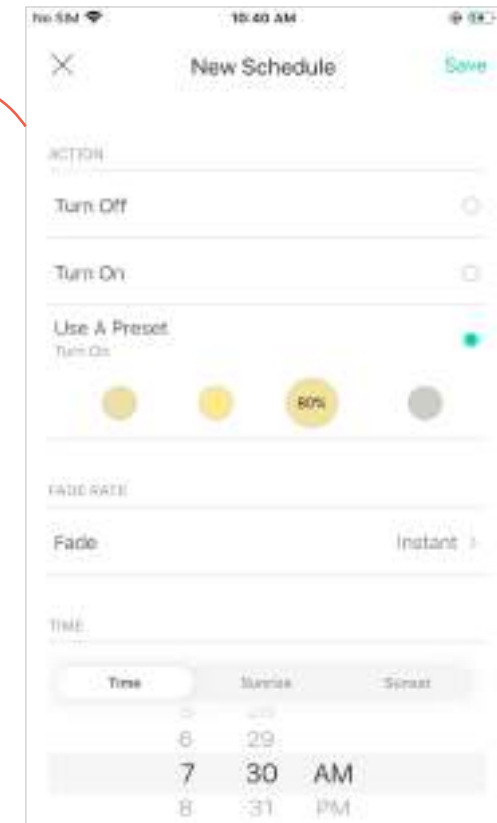 No SIM 10:40 AM
New Schedule Save
ACTION
Turn Off
Turn On
Use A Preset
Turn On
80%
FADE RATE
Fade Instant
TIME
Time Sunrise Sunset
6 29
7 30 AM
8 31 PM